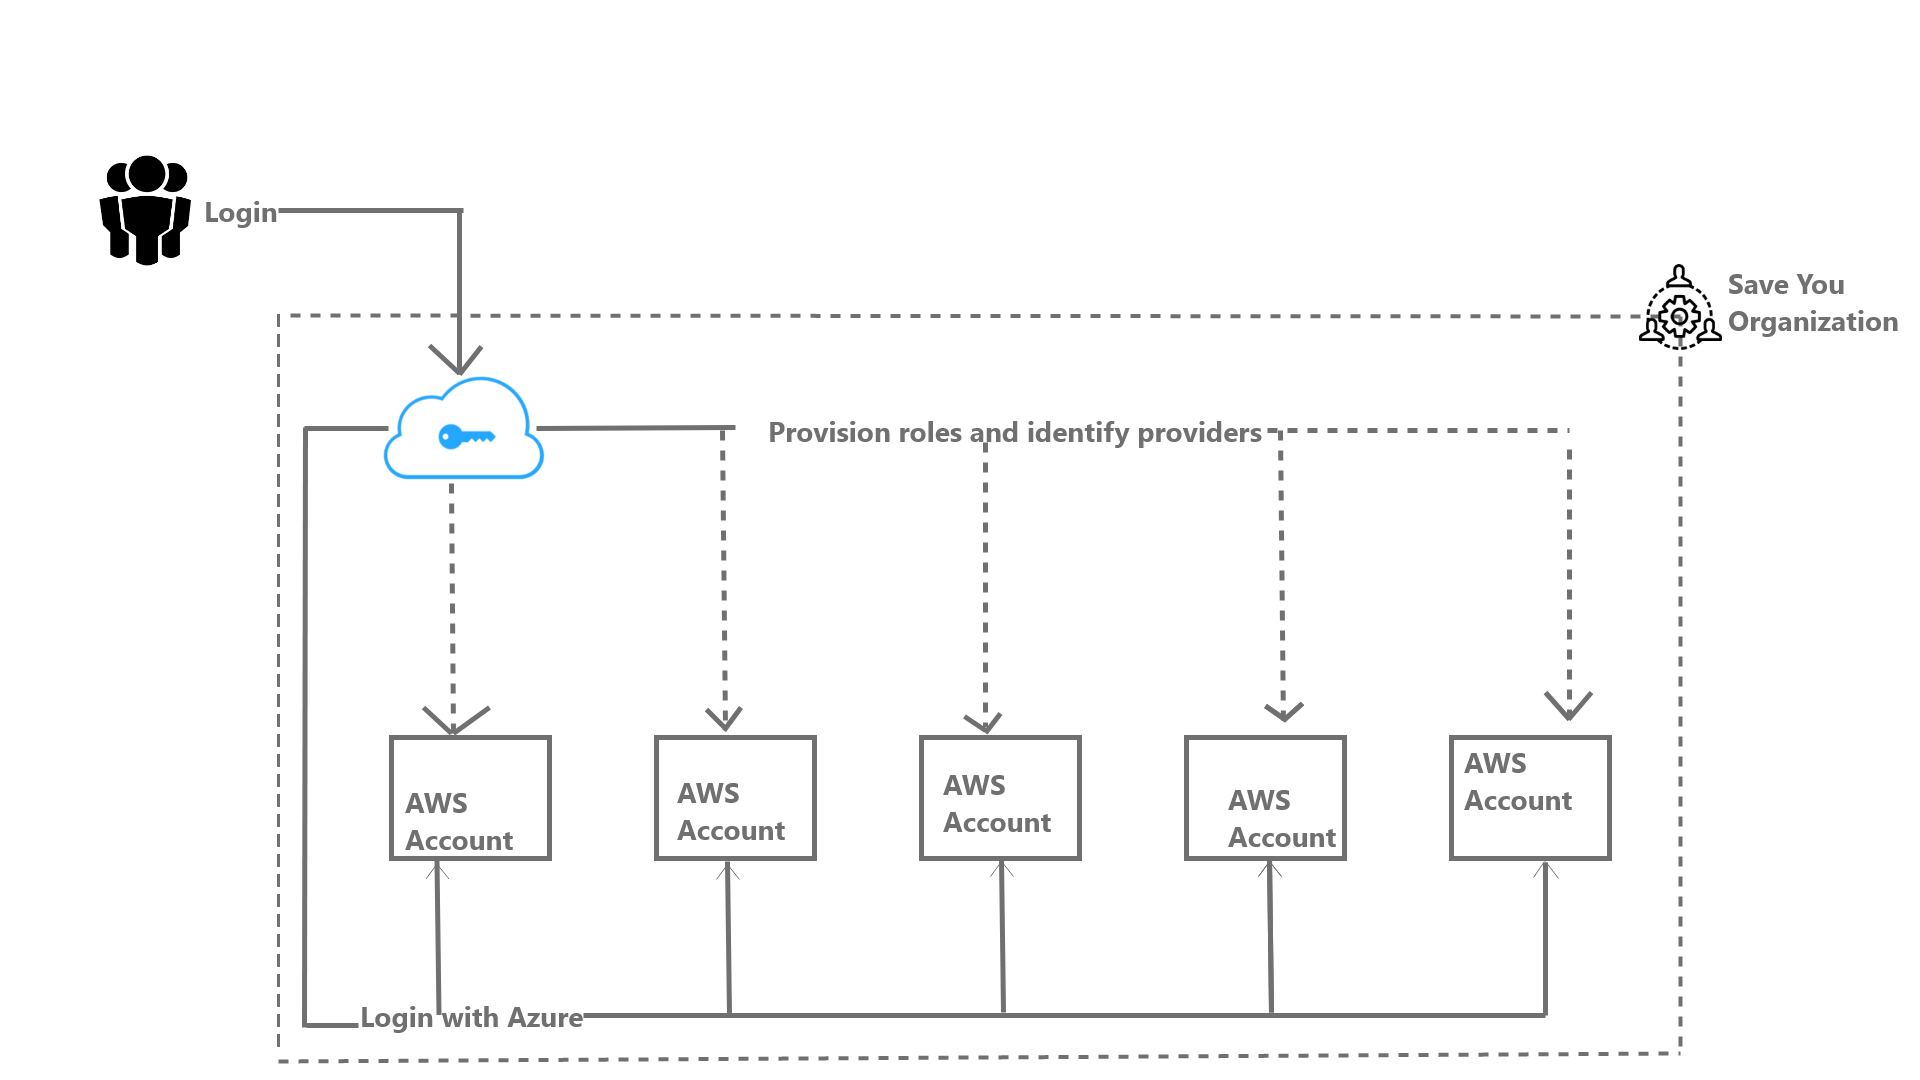 Login
Save You
Organization
Provision roles and identify providers
AWS
Account
AWS
Account
AWS
Account
AWS
Account
AWS
Account
Login with Azure